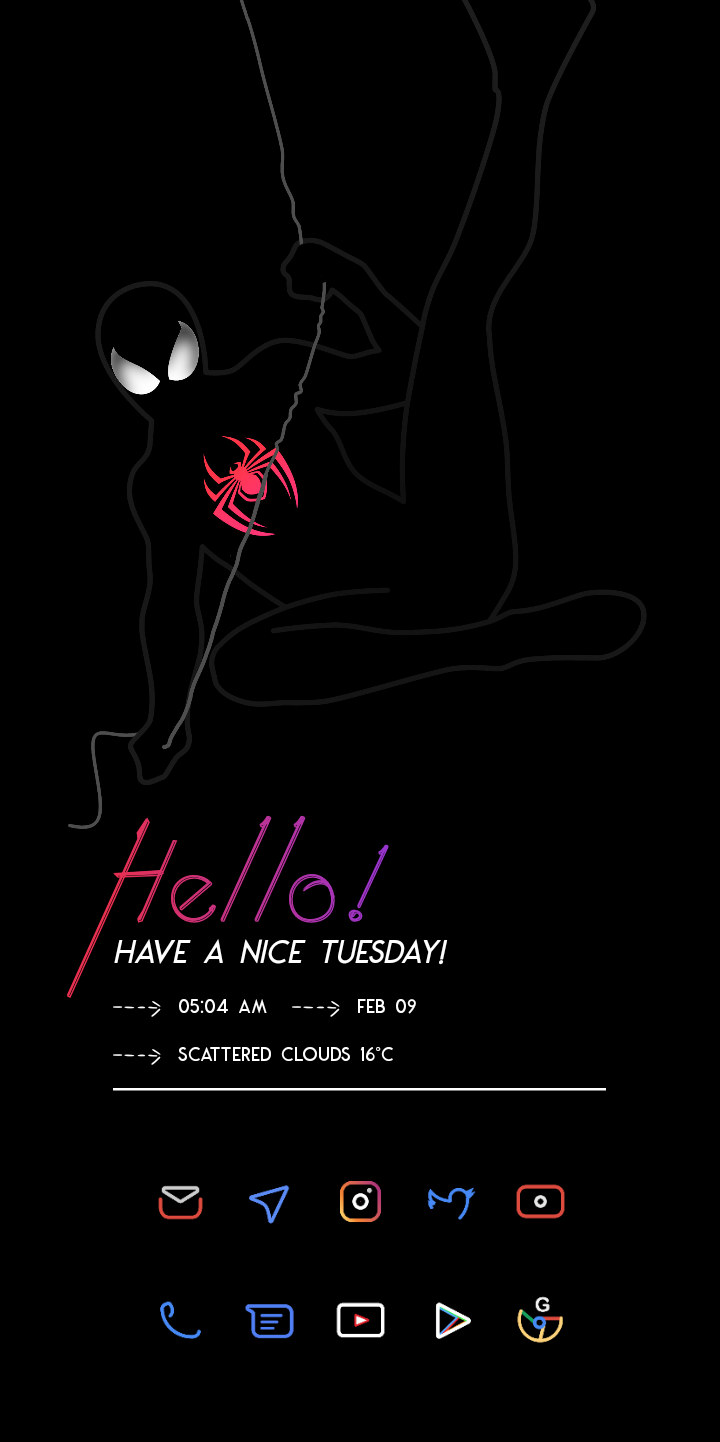 Hello!
HAVE A NICE TUESDAY!
05:04 AM FEB 09
SCATTERED CLOUDS 16°C
G